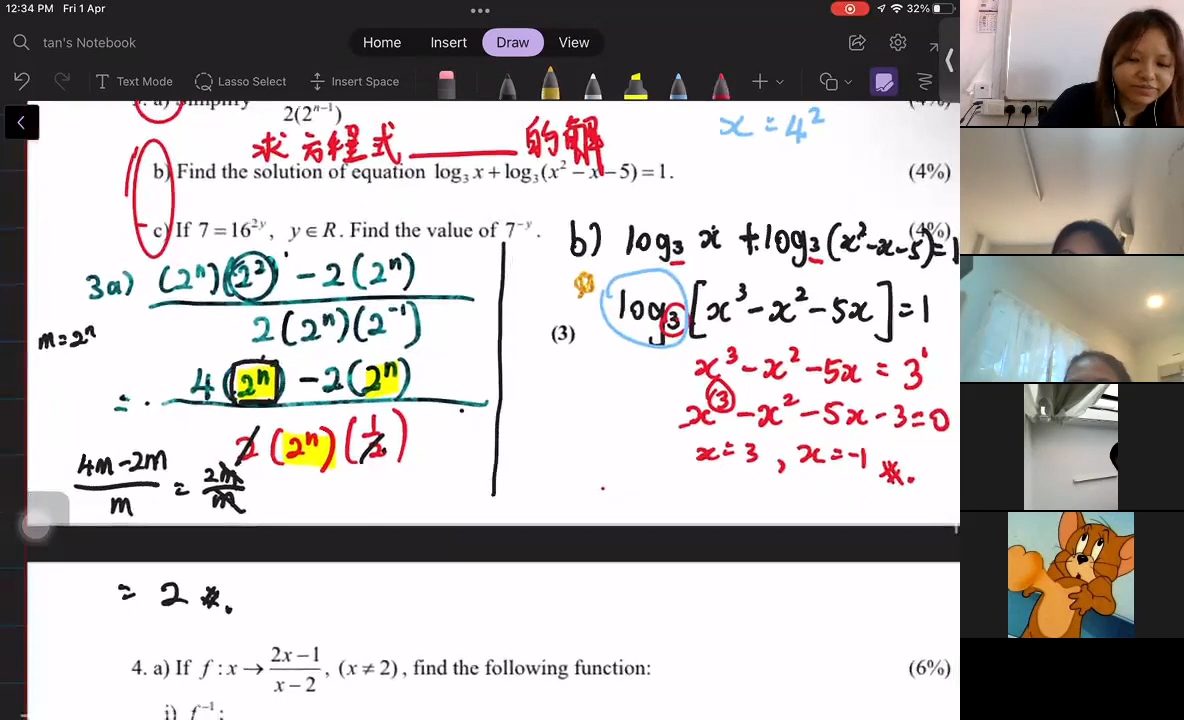 12:34 PM Fri 1 Apr
32%
tan's Notebook
Home Insert Draw View
Text Mode Lasso Select Insert Space
2(2ⁿ⁻¹)
x = 4²
求方程式 ______ 的解
b) Find the solution of equation log₃ x + log₃(x² − x − 5) = 1. (4%)
c) If 7 = 16²ʸ, y ∈ R. Find the value of 7⁻ʸ. (4%)
3a) (2ⁿ)(2²) − 2(2ⁿ)
2(2ⁿ)(2⁻¹)
m = 2ⁿ
= 4(2ⁿ) − 2(2ⁿ)
2(2ⁿ)(1/2)
4m − 2m / m = 2m / m
b) log₃ x + log₃(x² − x − 5) = 1
(3)
log₃[x³ − x² − 5x] = 1
x³ − x² − 5x = 3¹
x³ − x² − 5x − 3 = 0
x = 3, x = −1
= 2
4. a) If f : x → 2x − 1 / x − 2, (x ≠ 2), find the following function: (6%)
i) f⁻¹;